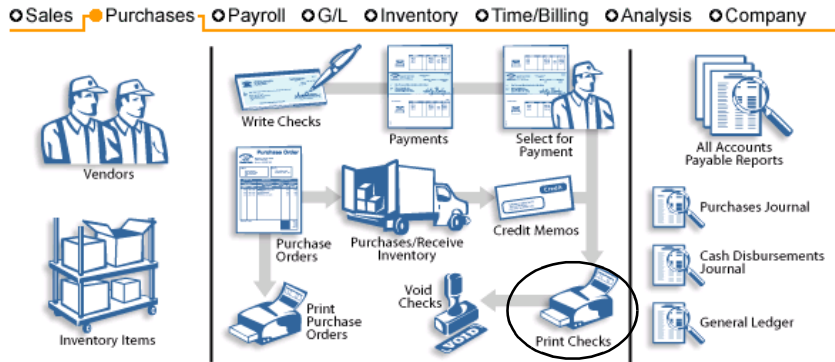 Sales Purchases Payroll G/L Inventory Time/Billing Analysis Company
Vendors
Inventory Items
Write Checks
Payments
Select for
Payment
Purchase Order
Purchase
Orders
Purchases/Receive
Inventory
Credit
Credit Memos
Print
Purchase
Orders
Void
Checks
VOID
Print Checks
All Accounts
Payable Reports
Purchases Journal
Cash Disbursements
Journal
General Ledger